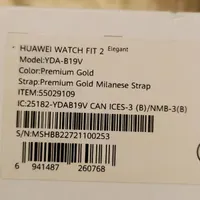 HUAWEI WATCH FIT 2 Elegant
Model:YDA-B19V
Color:Premium Gold
Strap:Premium Gold Milanese Strap
ITEM:55029109
IC:25182-YDAB19V CAN ICES-3 (B)/NMB-3(B)
S/N:MSHBB22721100253
6 941487 260768